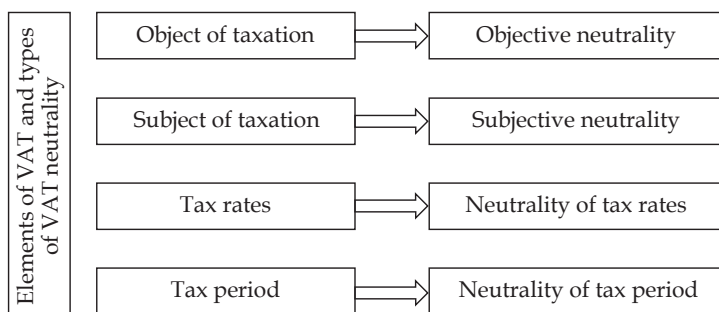 Elements of VAT and types
of VAT neutrality
Object of taxation
Objective neutrality
Subject of taxation
Subjective neutrality
Tax rates
Neutrality of tax rates
Tax period
Neutrality of tax period